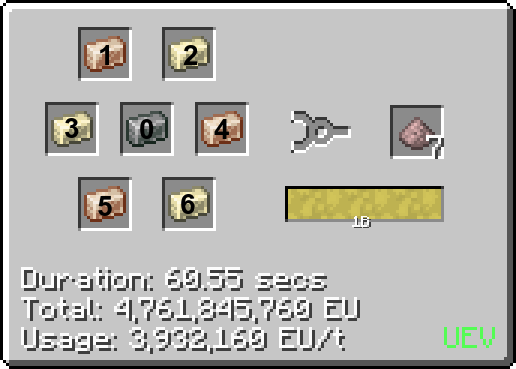 1 2
3 0 4
7
5 6
1B
Duration: 60.55 secs
Total: 4,761,845,760 EU
Usage: 3,932,160 EU/t
UEV